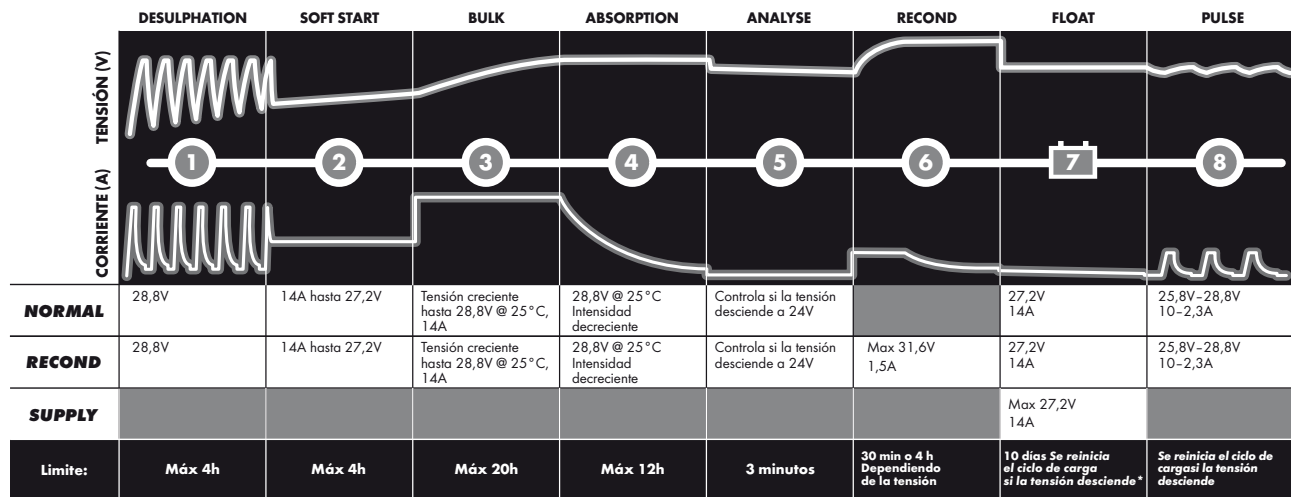 DESULPHATION SOFT START BULK ABSORPTION ANALYSE RECOND FLOAT PULSE
TENSIÓN (V)
1 2 3 4 5 6 7 8
CORRIENTE (A)
NORMAL
28,8V
14A hasta 27,2V
Tensión creciente
hasta 28,8V @ 25°C,
14A
28,8V @ 25°C
Intensidad
decreciente
Controla si la tensión
desciende a 24V
27,2V
14A
25,8V–28,8V
10–2,3A
RECOND
28,8V
14A hasta 27,2V
Tensión creciente
hasta 28,8V @ 25°C,
14A
28,8V @ 25°C
Intensidad
decreciente
Controla si la tensión
desciende a 24V
Max 31,6V
1,5A
27,2V
14A
25,8V–28,8V
10–2,3A
SUPPLY
Max 27,2V
14A
Limite:
Máx 4h
Máx 4h
Máx 20h
Máx 12h
3 minutos
30 min o 4 h
Dependiendo
de la tensión
10 días Se reinicia
el ciclo de carga
si la tensión desciende*
Se reinicia el ciclo de
cargasi la tensión
desciende